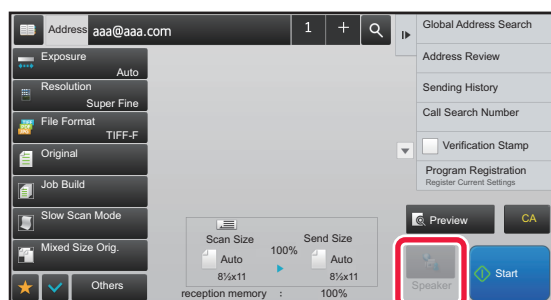 Address aaa@aaa.com 1 +
Exposure
Auto
Resolution
Super Fine
File Format
TIFF-F
Original
Job Build
Slow Scan Mode
Mixed Size Orig.
Others
Scan Size
Auto
8½x11
100%
Send Size
Auto
8½x11
reception memory : 100%
Global Address Search
Address Review
Sending History
Call Search Number
Verification Stamp
Program Registration
Register Current Settings
Preview
CA
Speaker
Start